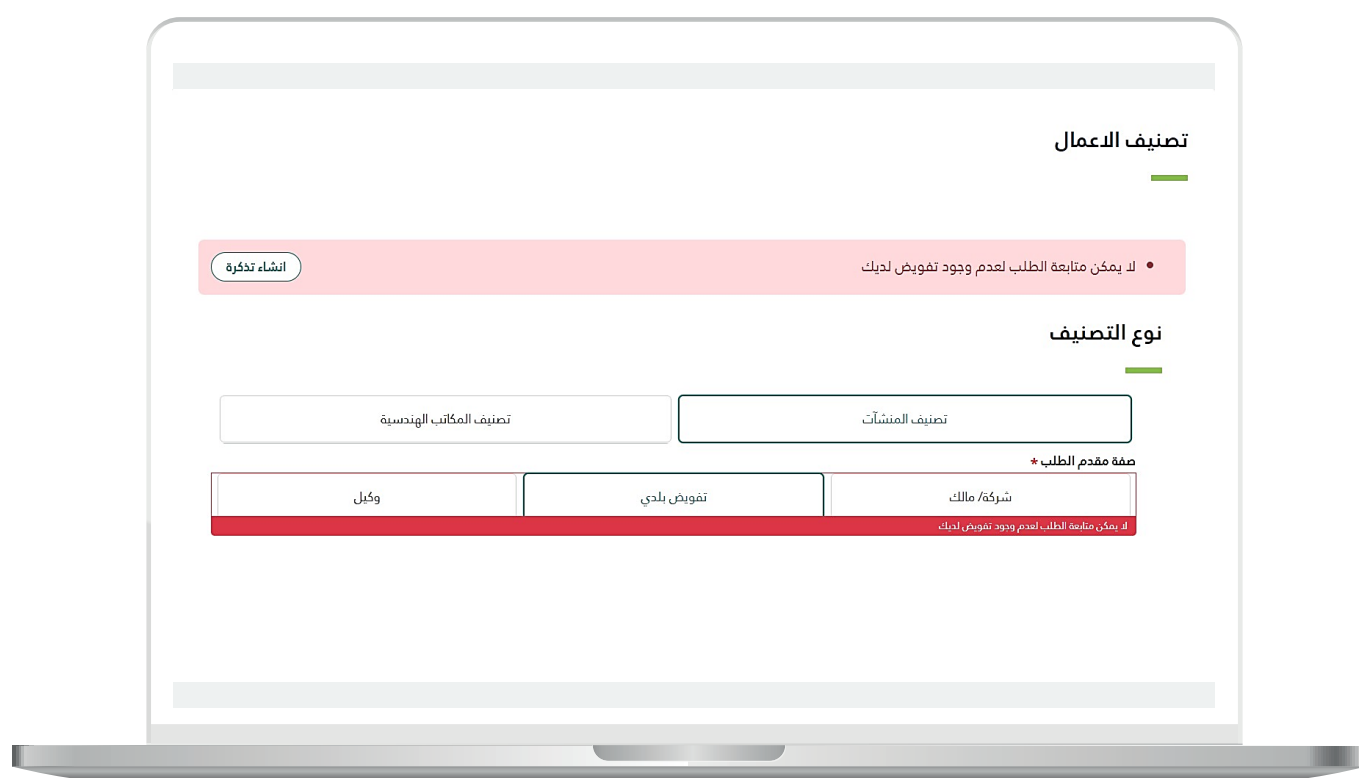 تصنيف الاعمال
لا يمكن متابعة الطلب لعدم وجود تفويض لديك
انشاء تذكرة
نوع التصنيف
تصنيف المنشآت
تصنيف المكاتب الهندسية
صفة مقدم الطلب *
شركة/ مالك
تفويض بلدي
وكيل
لا يمكن متابعة الطلب لعدم وجود تفويض لديك